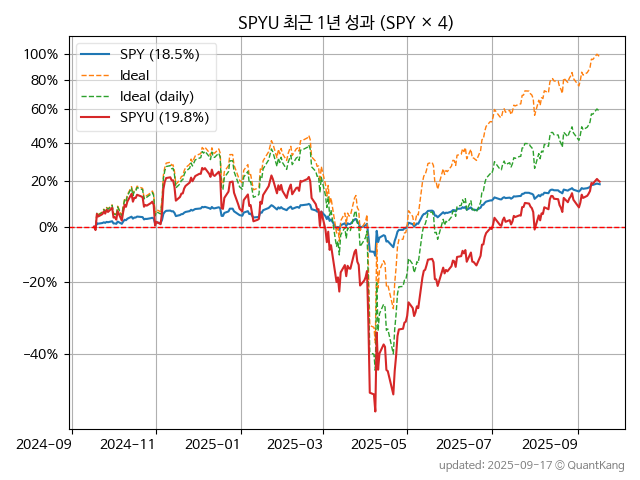 SPYU 최근 1년 성과 (SPY × 4)
SPY (18.5%)
Ideal
Ideal (daily)
SPYU (19.8%)
100%
80%
60%
40%
20%
0%
−20%
−40%
2024-09
2024-11
2025-01
2025-03
2025-05
2025-07
2025-09
updated: 2025-09-17 © QuantKang